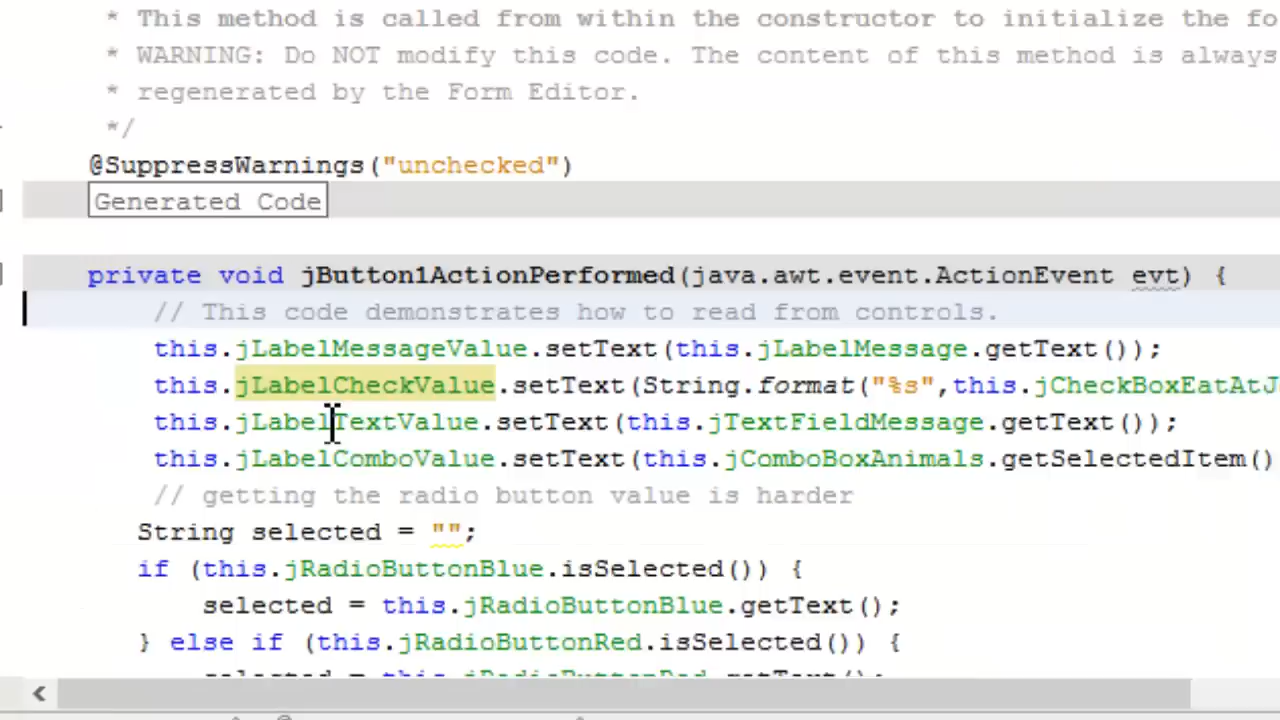 * This method is called from within the constructor to initialize the fo
* WARNING: Do NOT modify this code. The content of this method is always
* regenerated by the Form Editor.
*/
@SuppressWarnings("unchecked")
Generated Code
private void jButton1ActionPerformed(java.awt.event.ActionEvent evt) {
// This code demonstrates how to read from controls.
this.jLabelMessageValue.setText(this.jLabelMessage.getText());
this.jLabelCheckValue.setText(String.format("%s",this.jCheckBoxEatAtJ
this.jLabelTextValue.setText(this.jTextFieldMessage.getText());
this.jLabelComboValue.setText(this.jComboBoxAnimals.getSelectedItem()
// getting the radio button value is harder
String selected = "";
if (this.jRadioButtonBlue.isSelected()) {
selected = this.jRadioButtonBlue.getText();
} else if (this.jRadioButtonRed.isSelected()) {
selected = this.jRadioButtonRed.getText();